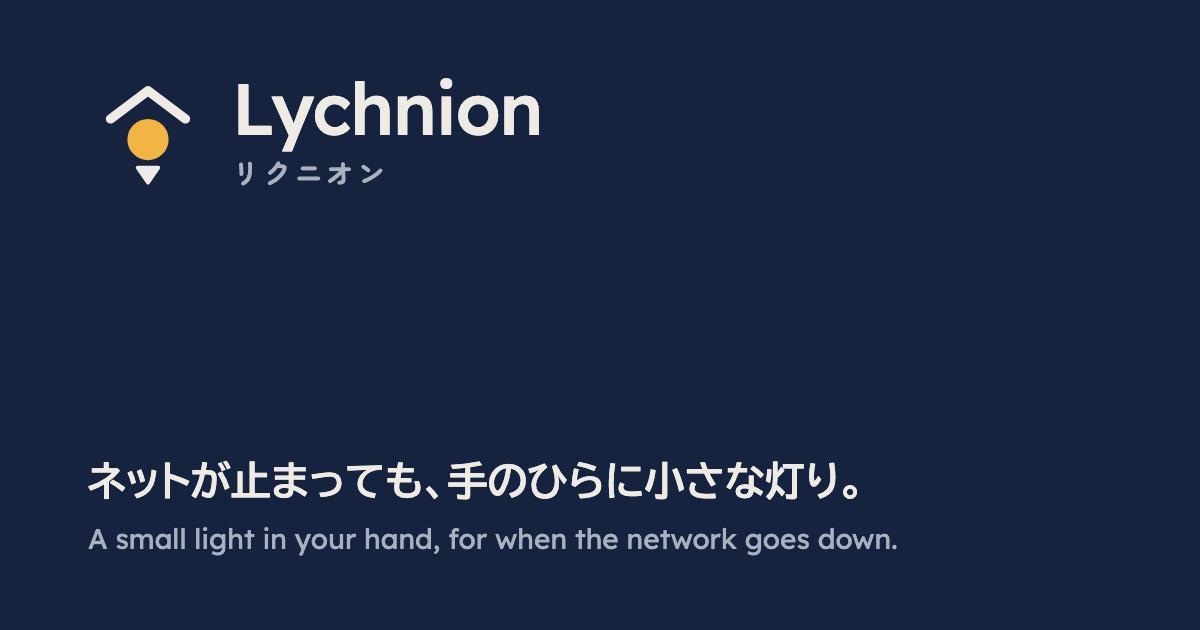 Lychnion
リクニオン
ネットが止まっても、手のひらに小さな灯り。
A small light in your hand, for when the network goes down.